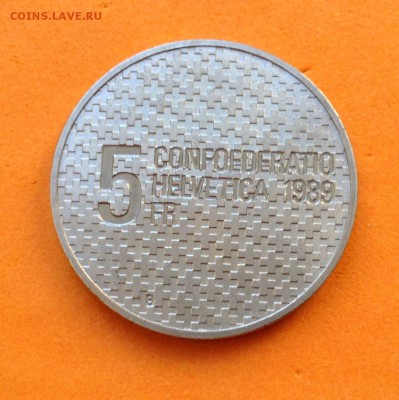 COINS.LAVE.RU
5 CONFOEDERATIO
HELVETICA 1989
FR
B